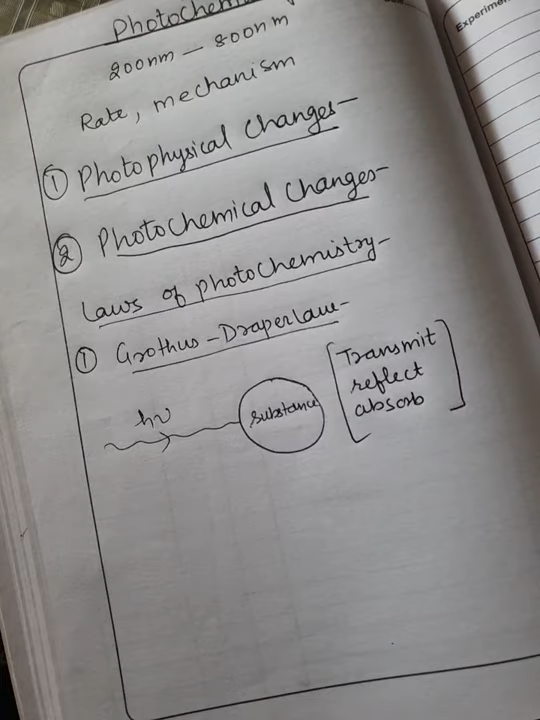 200nm – 800nm
Rate, mechanism
① Photophysical Changes-
② Photochemical Changes-
Laws of photochemistry-
① Grothus - Draper law-
hν
substance
Transmit
reflect
absorb